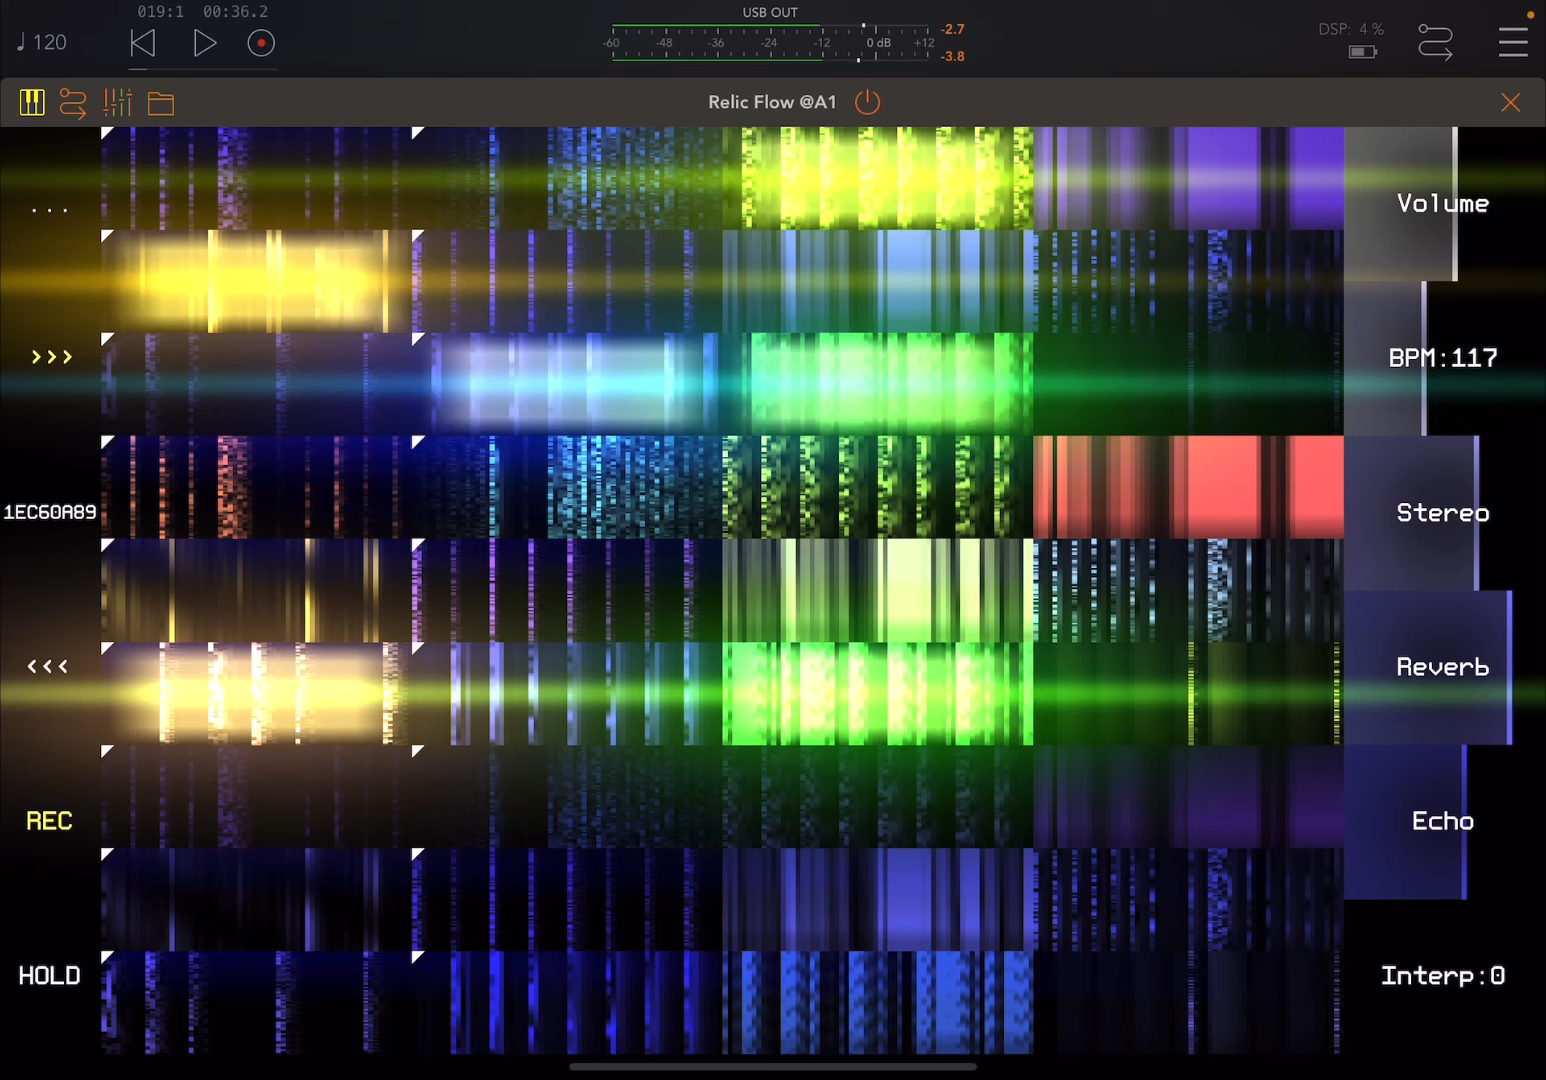 019:1 00:36.2
♩ 120
USB OUT
-60 -48 -36 -24 -12 0 dB +12
-2.7
-3.8
DSP: 4 %
Relic Flow @A1
...
>>>
1EC60A89
<<<
REC
HOLD
Volume
BPM:117
Stereo
Reverb
Echo
Interp:0